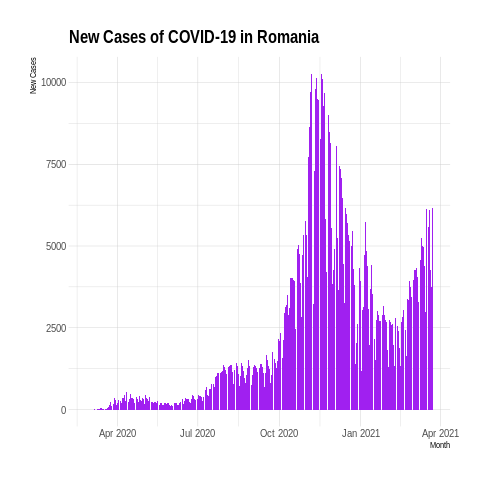 New Cases of COVID-19 in Romania
New Cases
10000
7500
5000
2500
0
Apr 2020
Jul 2020
Oct 2020
Jan 2021
Apr 2021
Month